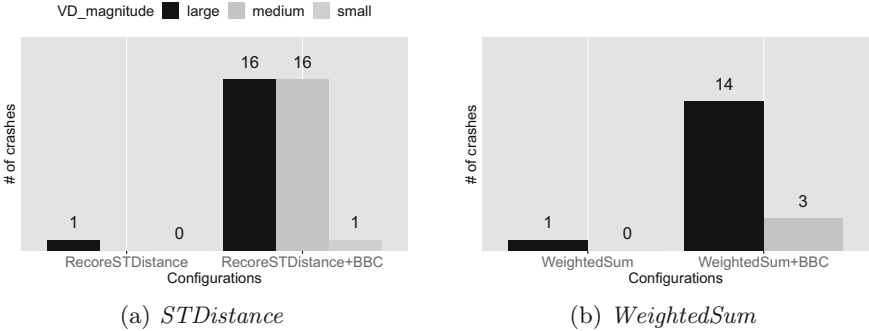 VD_magnitude large medium small
16 16
1
0
1
# of crashes
RecoreSTDistance RecoreSTDistance+BBC
Configurations
(a) STDistance
14
3
1
0
# of crashes
WeightedSum WeightedSum+BBC
Configurations
(b) WeightedSum